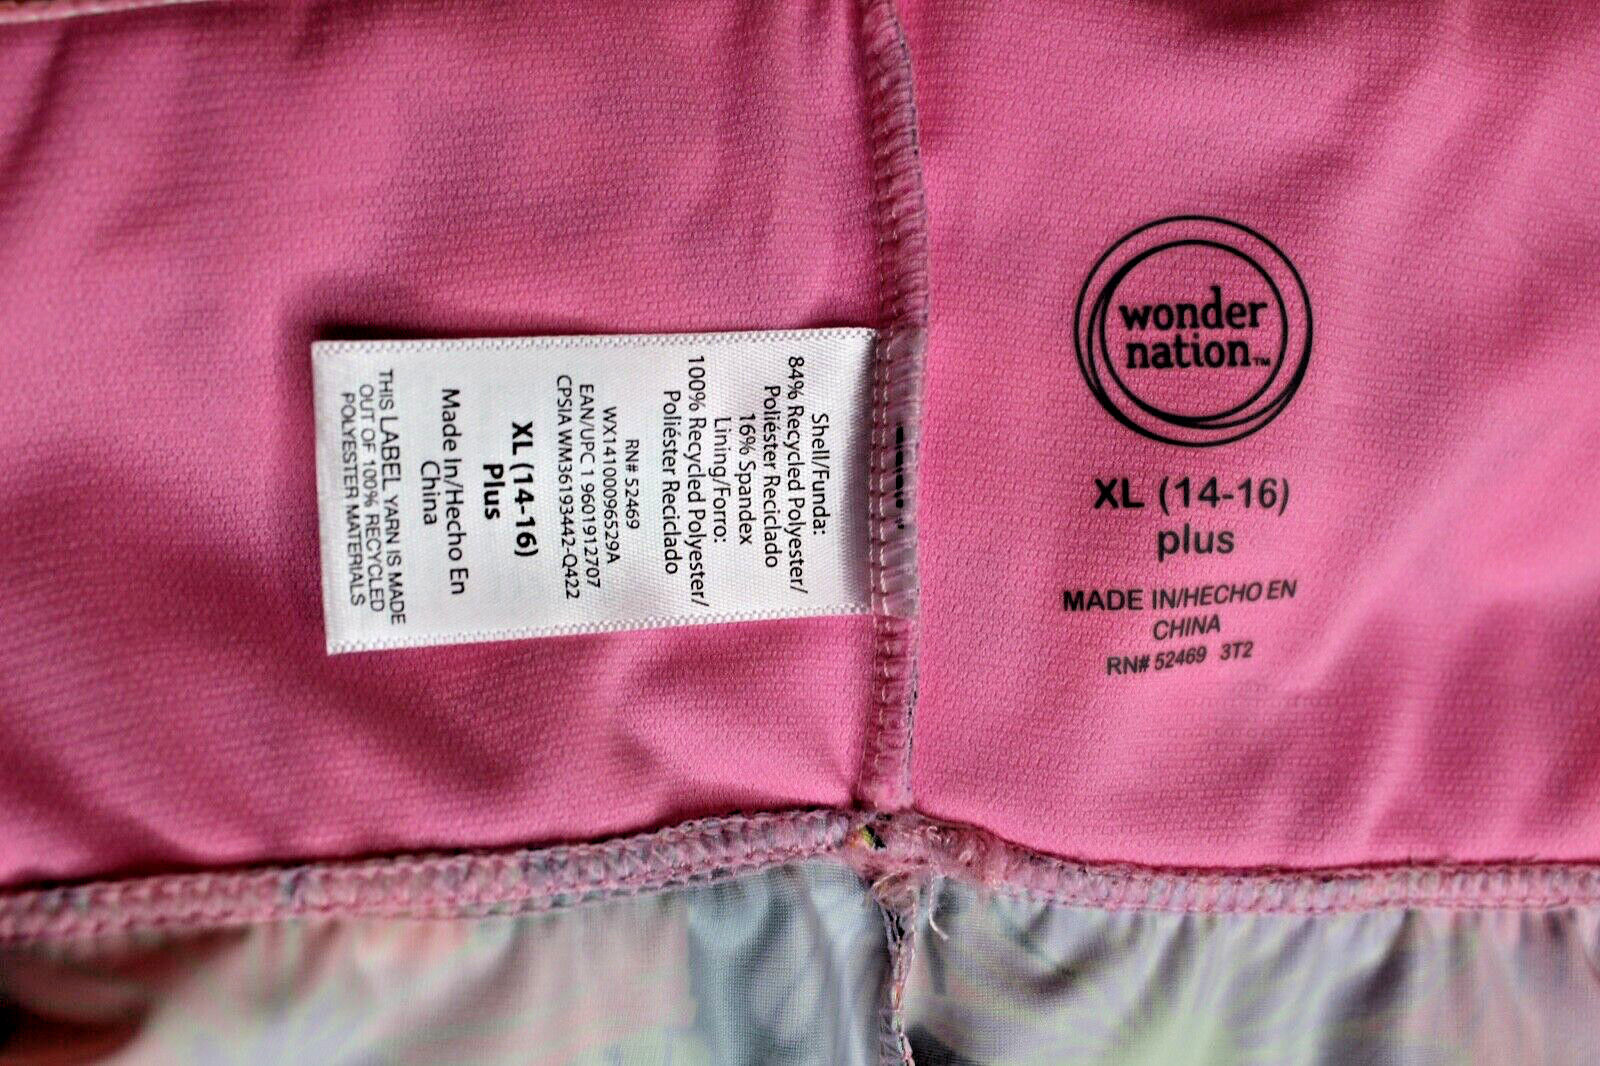 Shell/Funda:
84% Recycled Polyester/
Poliéster Reciclado
16% Spandex
Lining/Forro:
100% Recycled Polyester/
Poliéster Reciclado
RN# 52469
WX14100096529A
EAN/UPC 1 9601912707
CPSIA WM36193442-Q422
XL (14-16)
Plus
Made In/Hecho En
China
THIS LABEL YARN IS MADE
OUT OF 100% RECYCLED
POLYESTER MATERIALS
wonder
nation™
XL (14-16)
plus
MADE IN/HECHO EN
CHINA
RN# 52469 3T2